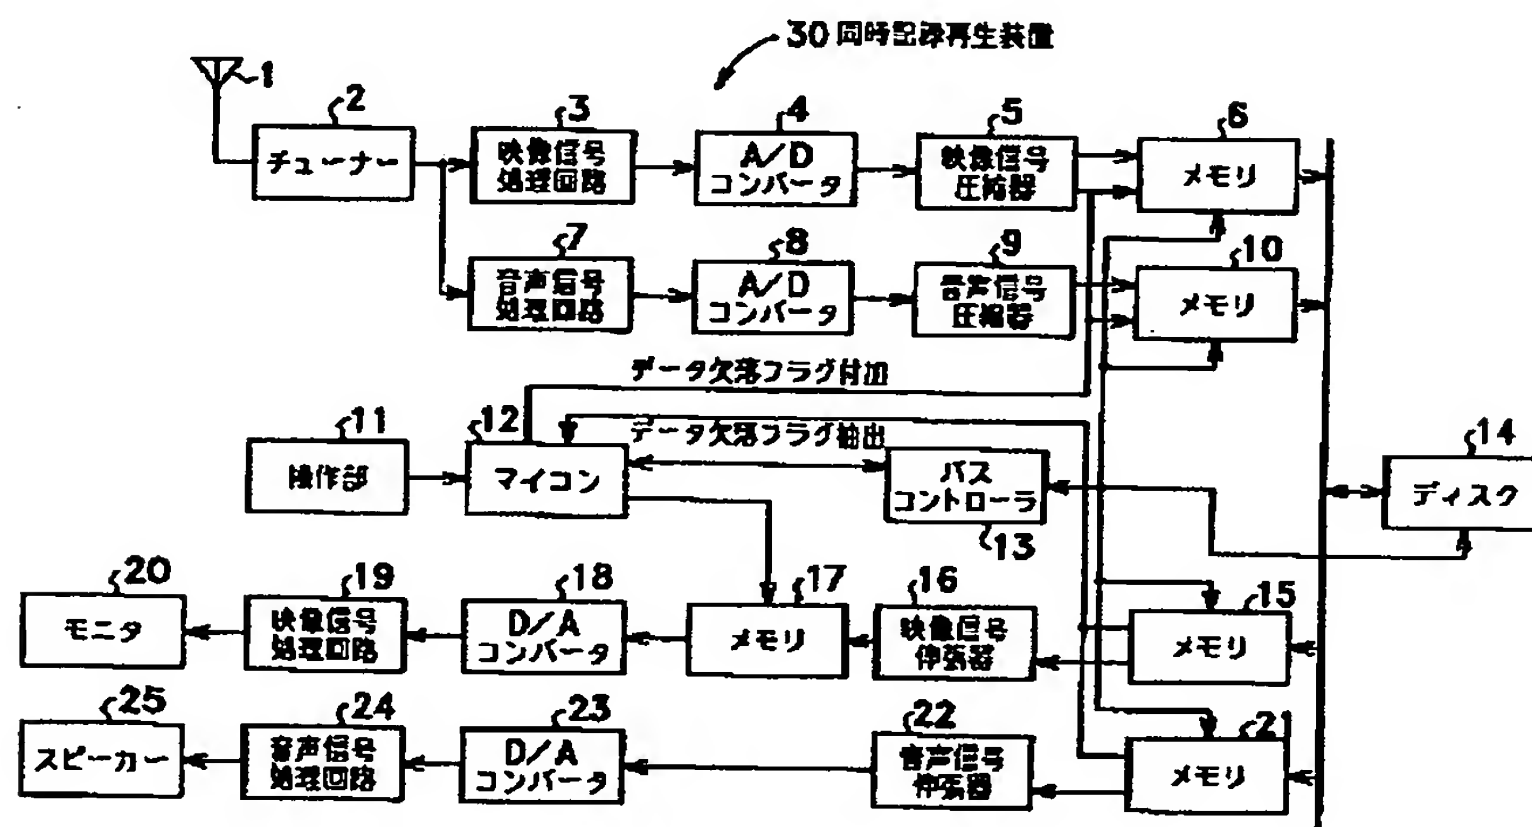 30 同時記録再生装置
1
2
チューナー
3
映像信号
処理回路
4
A/D
コンバータ
5
映像信号
圧縮器
6
メモリ
7
音声信号
処理回路
8
A/D
コンバータ
9
音声信号
圧縮器
10
メモリ
データ欠落フラグ付加
データ欠落フラグ抽出
11
操作部
12
マイコン
バス
コントローラ
13
14
ディスク
20
モニタ
19
映像信号
処理回路
18
D/A
コンバータ
17
メモリ
16
映像信号
伸張器
15
メモリ
25
スピーカー
24
音声信号
処理回路
23
D/A
コンバータ
22
音声信号
伸張器
21
メモリ